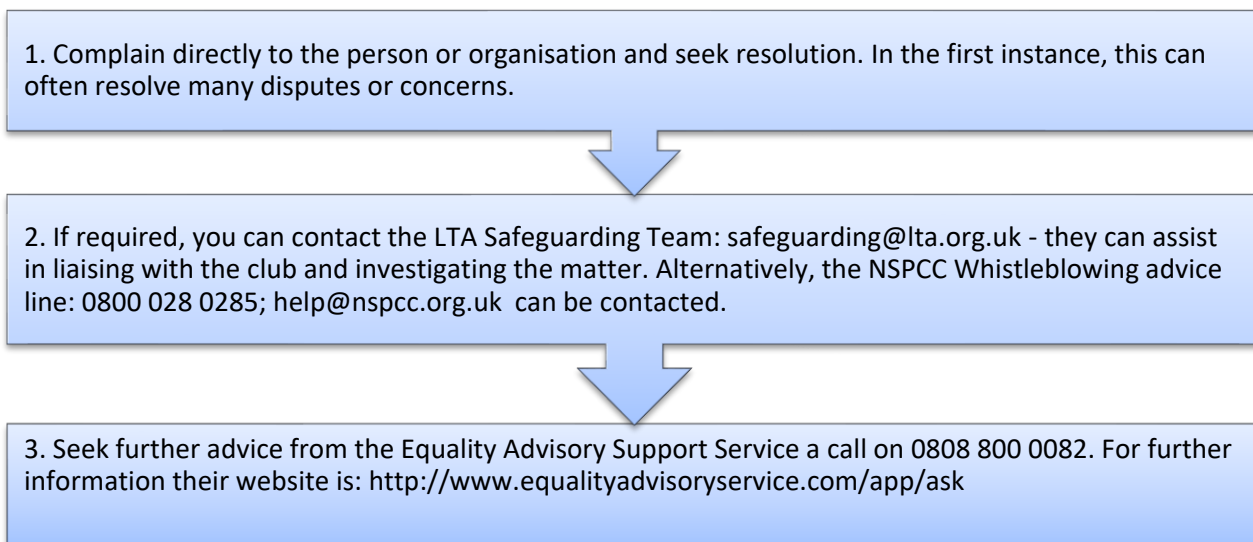 1. Complain directly to the person or organisation and seek resolution. In the first instance, this can
often resolve many disputes or concerns.
2. If required, you can contact the LTA Safeguarding Team: safeguarding@lta.org.uk - they can assist
in liaising with the club and investigating the matter. Alternatively, the NSPCC Whistleblowing advice
line: 0800 028 0285; help@nspcc.org.uk  can be contacted.
3. Seek further advice from the Equality Advisory Support Service a call on 0808 800 0082. For further
information their website is: http://www.equalityadvisoryservice.com/app/ask